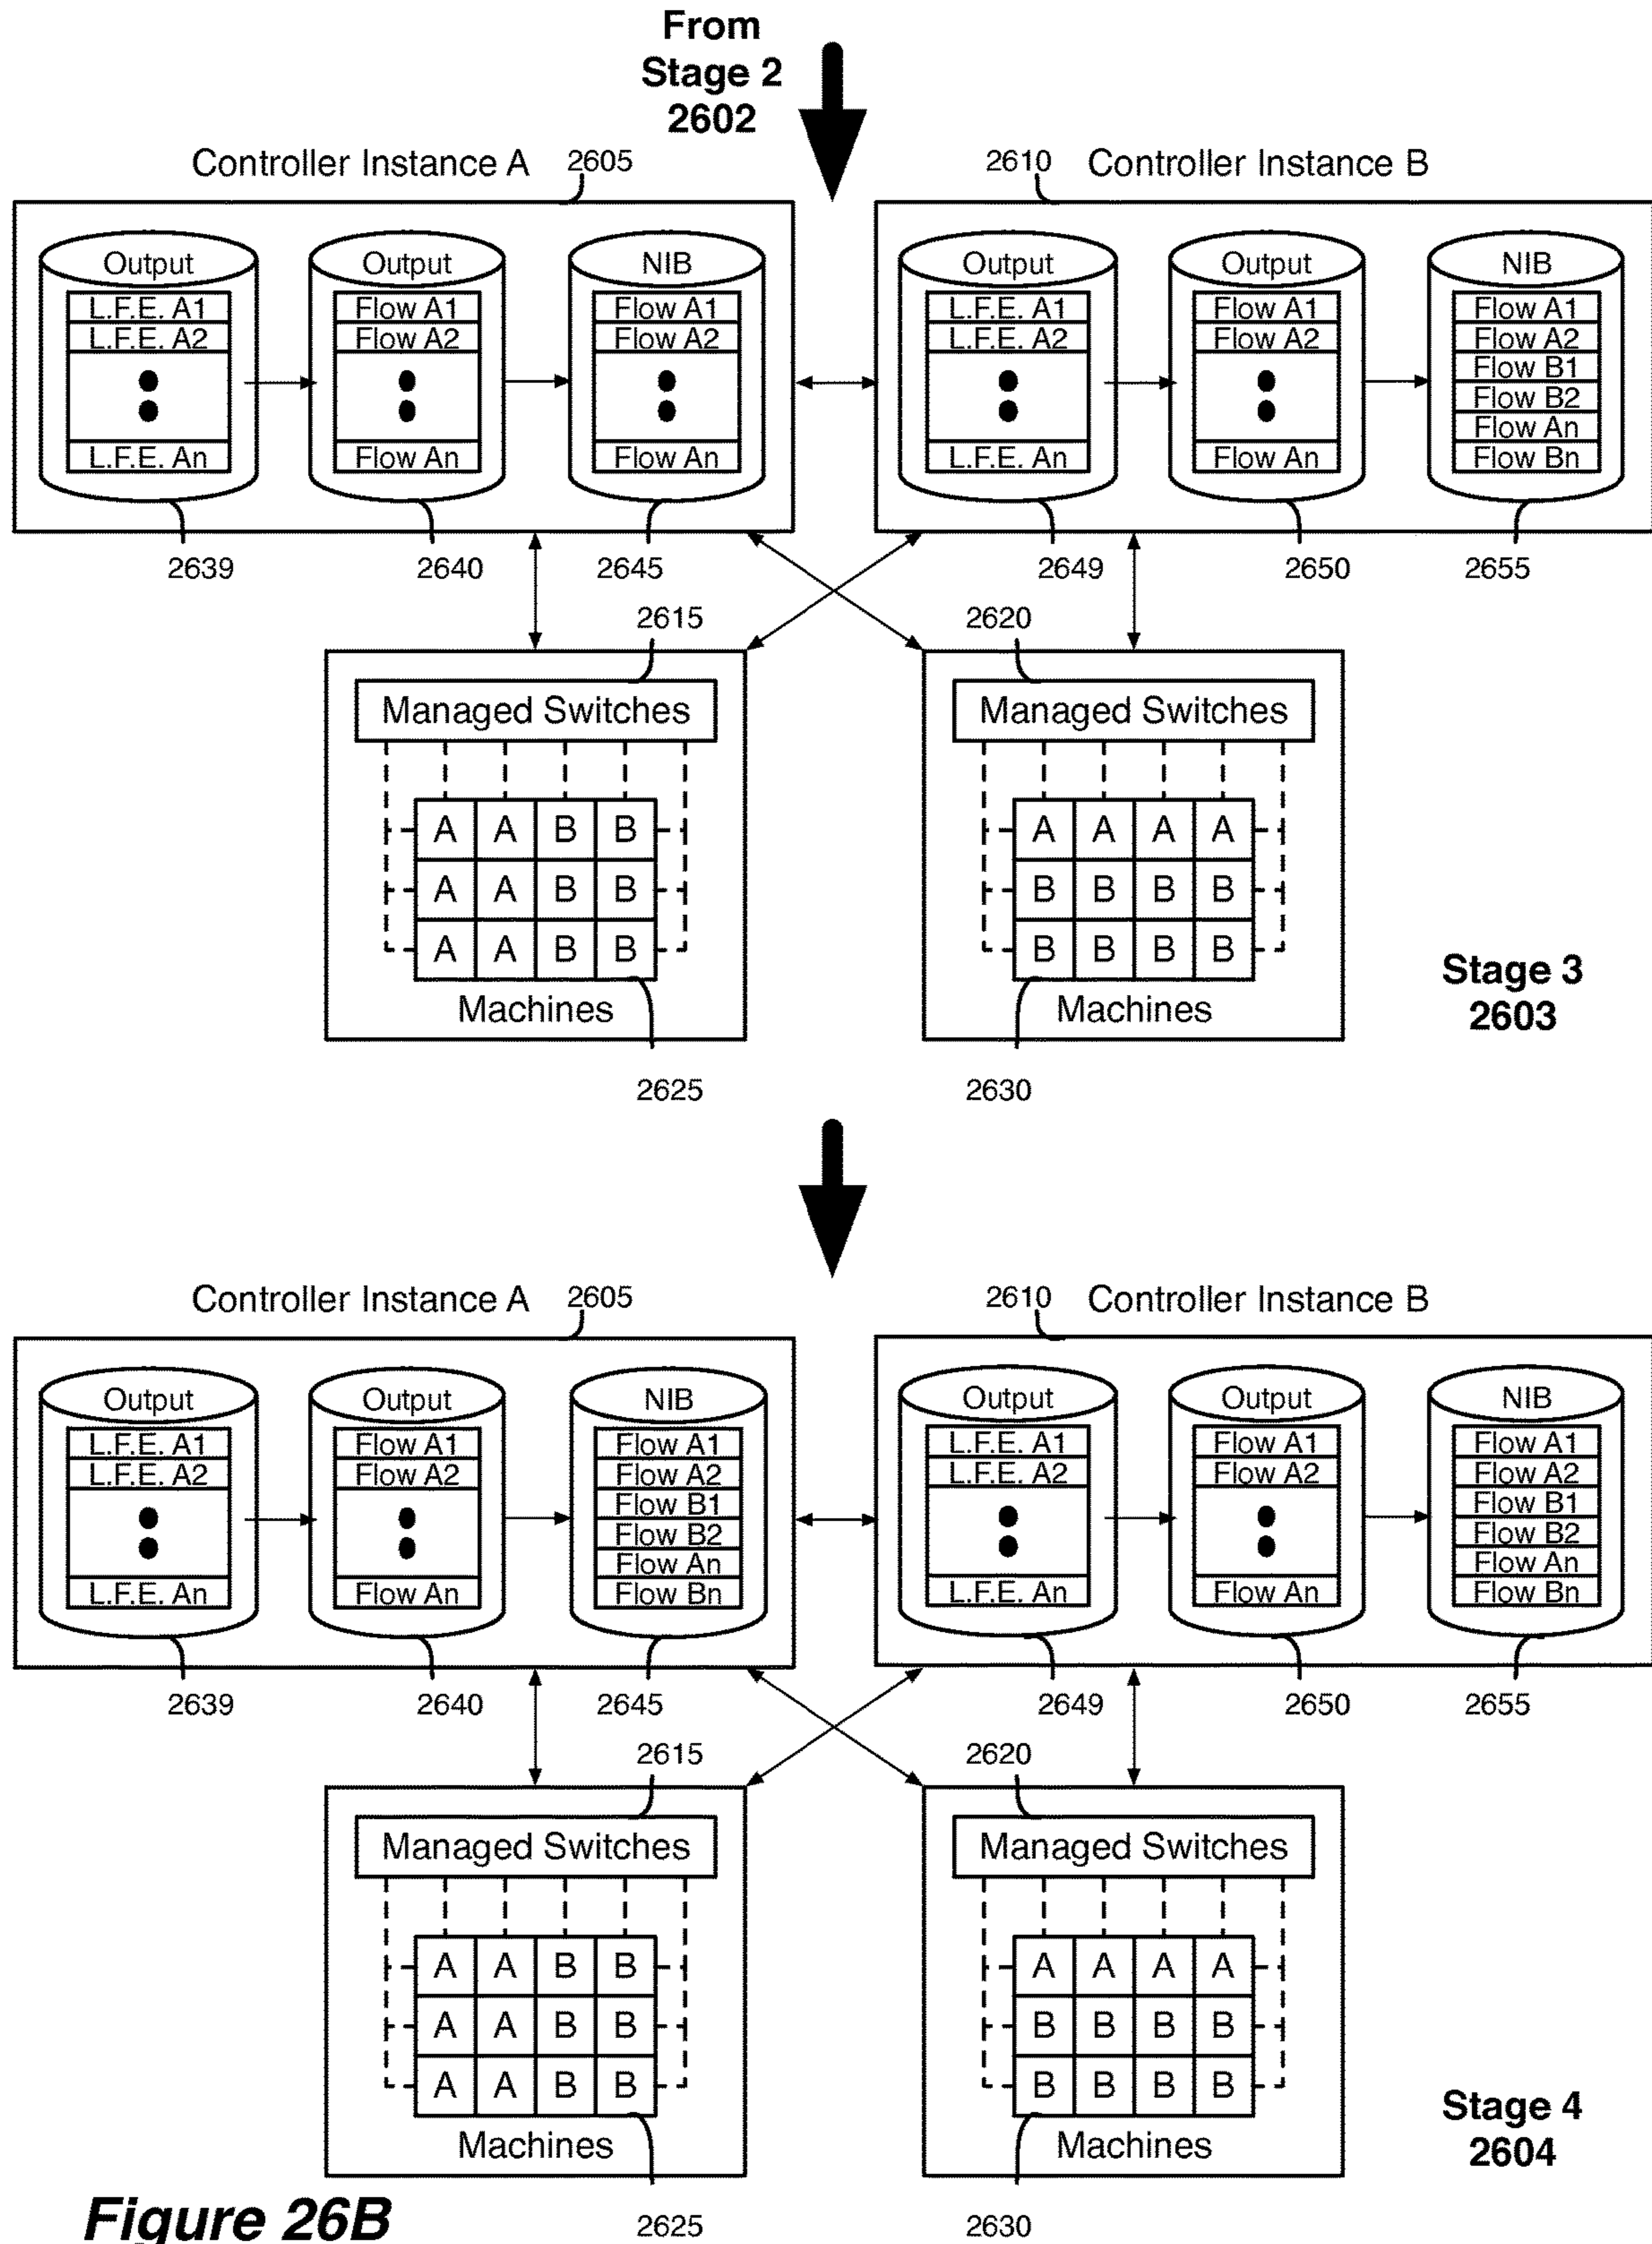 From
Stage 2
2602
Controller Instance A 2605
2610 Controller Instance B
Output Output NIB
L.F.E. A1 Flow A1 Flow A1
L.F.E. A2 Flow A2 Flow A2
L.F.E. An Flow An Flow An
Output Output NIB
L.F.E. A1 Flow A1 Flow A1
L.F.E. A2 Flow A2 Flow A2
Flow B1
Flow B2
Flow An
L.F.E. An Flow An Flow Bn
2639 2640 2645 2649 2650 2655
2615 2620
Managed Switches Managed Switches
A A B B A A A A
A A B B B B B B
A A B B B B B B
Machines Machines
2625 2630
Stage 3
2603
Controller Instance A 2605
2610 Controller Instance B
Output Output NIB
L.F.E. A1 Flow A1 Flow A1
L.F.E. A2 Flow A2 Flow A2
Flow B1
Flow B2
Flow An
L.F.E. An Flow An Flow Bn
Output Output NIB
L.F.E. A1 Flow A1 Flow A1
L.F.E. A2 Flow A2 Flow A2
Flow B1
Flow B2
Flow An
L.F.E. An Flow An Flow Bn
2639 2640 2645 2649 2650 2655
2615 2620
Managed Switches Managed Switches
A A B B A A A A
A A B B B B B B
A A B B B B B B
Machines Machines
2625 2630
Stage 4
2604
Figure 26B